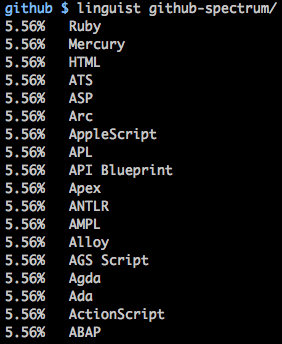 github $ linguist github-spectrum/
5.56% Ruby
5.56% Mercury
5.56% HTML
5.56% ATS
5.56% ASP
5.56% Arc
5.56% AppleScript
5.56% APL
5.56% API Blueprint
5.56% Apex
5.56% ANTLR
5.56% AMPL
5.56% Alloy
5.56% AGS Script
5.56% Agda
5.56% Ada
5.56% ActionScript
5.56% ABAP